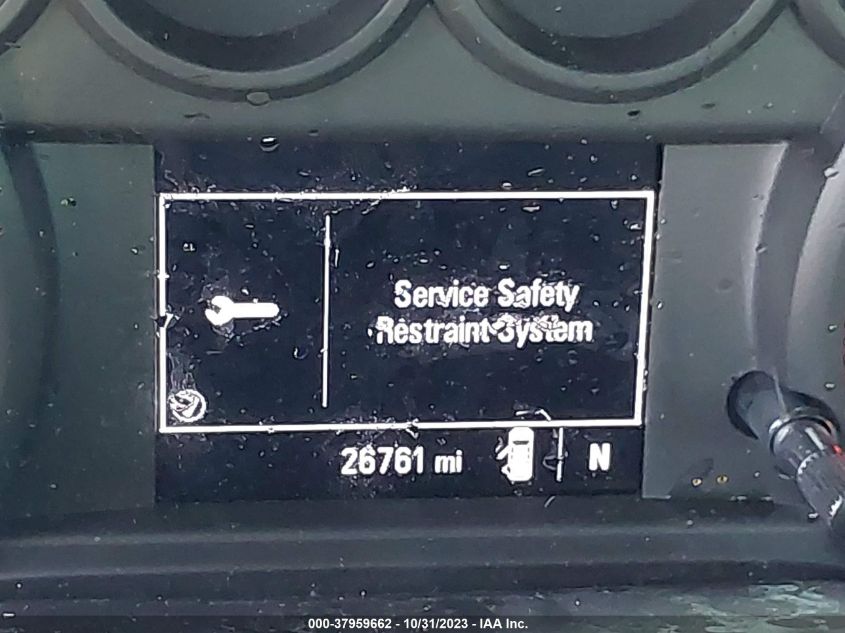 Service Safety
Restraint System
26761 mi N
000-37959662 - 10/31/2023 - IAA Inc.